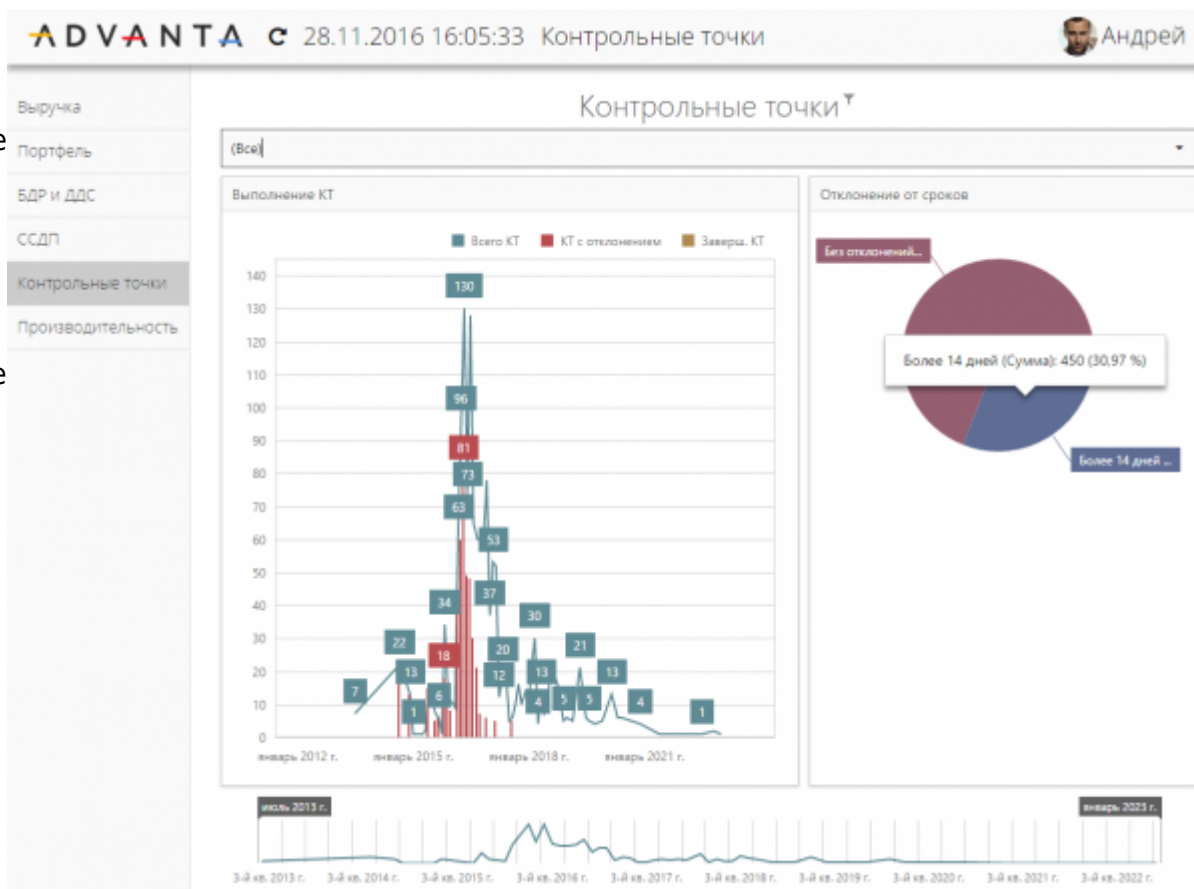 ADVANTA 28.11.2016 16:05:33 Контрольные точки Андрей
Выручка
Портфель
БДР и ДДС
ССДП
Контрольные точки
Производительность
е
е
Контрольные точки
(Все)
Выполнение КТ
Всего КТ КТ с отклонением Заверш. КТ
140
130
120
110
100
90
80
70
60
50
40
30
20
10
0
130
96
81
73
63
53
37
34
30
22
18
20
21
13
12
13
13
7
6
4
5
5
4
1
1
январь 2012 г. январь 2015 г. январь 2018 г. январь 2021 г.
Отклонение от сроков
Без отклонений...
Более 14 дней (Сумма): 450 (30,97 %)
Более 14 дней ...
июль 2013 г. январь 2023 г.
3-й кв. 2013 г. 3-й кв. 2014 г. 3-й кв. 2015 г. 3-й кв. 2016 г. 3-й кв. 2017 г. 3-й кв. 2018 г. 3-й кв. 2019 г. 3-й кв. 2020 г. 3-й кв. 2021 г. 3-й кв. 2022 г.